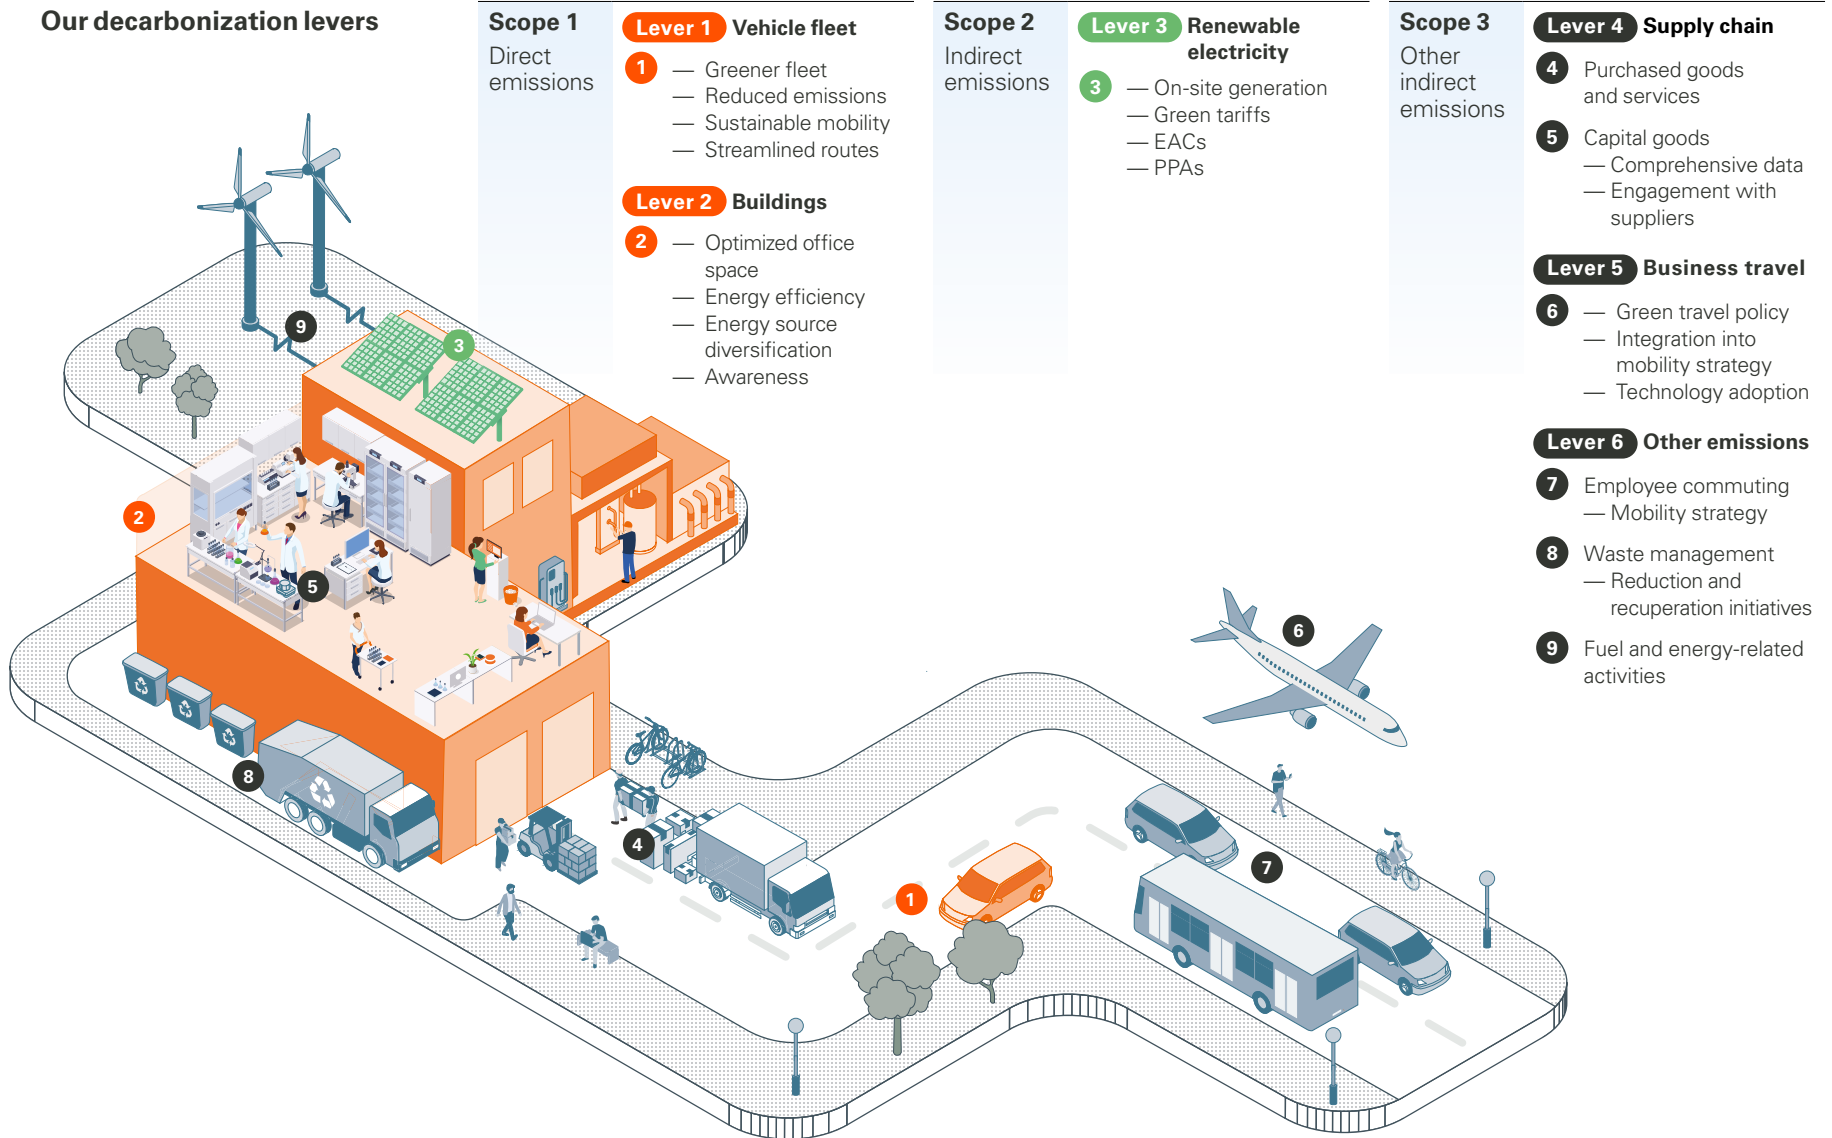 Our decarbonization levers
Scope 1
Direct
emissions
Lever 1 Vehicle fleet
1 — Greener fleet
— Reduced emissions
— Sustainable mobility
— Streamlined routes
Lever 2 Buildings
2 — Optimized office
space
— Energy efficiency
— Energy source
diversification
— Awareness
Scope 2
Indirect
emissions
Lever 3 Renewable
electricity
3 — On-site generation
— Green tariffs
— EACs
— PPAs
Scope 3
Other
indirect
emissions
Lever 4 Supply chain
4 Purchased goods
and services
5 Capital goods
— Comprehensive data
— Engagement with
suppliers
Lever 5 Business travel
6 — Green travel policy
— Integration into
mobility strategy
— Technology adoption
Lever 6 Other emissions
7 Employee commuting
— Mobility strategy
8 Waste management
— Reduction and
recuperation initiatives
9 Fuel and energy-related
activities
9
3
2
5
6
8
4
7
1